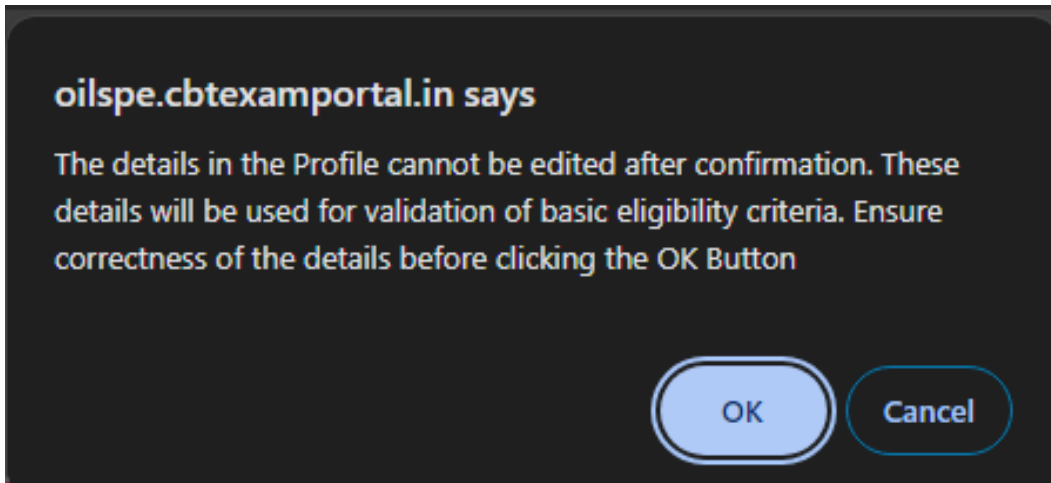 oilspe.cbtexamportal.in says
The details in the Profile cannot be edited after confirmation. These
details will be used for validation of basic eligibility criteria. Ensure
correctness of the details before clicking the OK Button
OK
Cancel